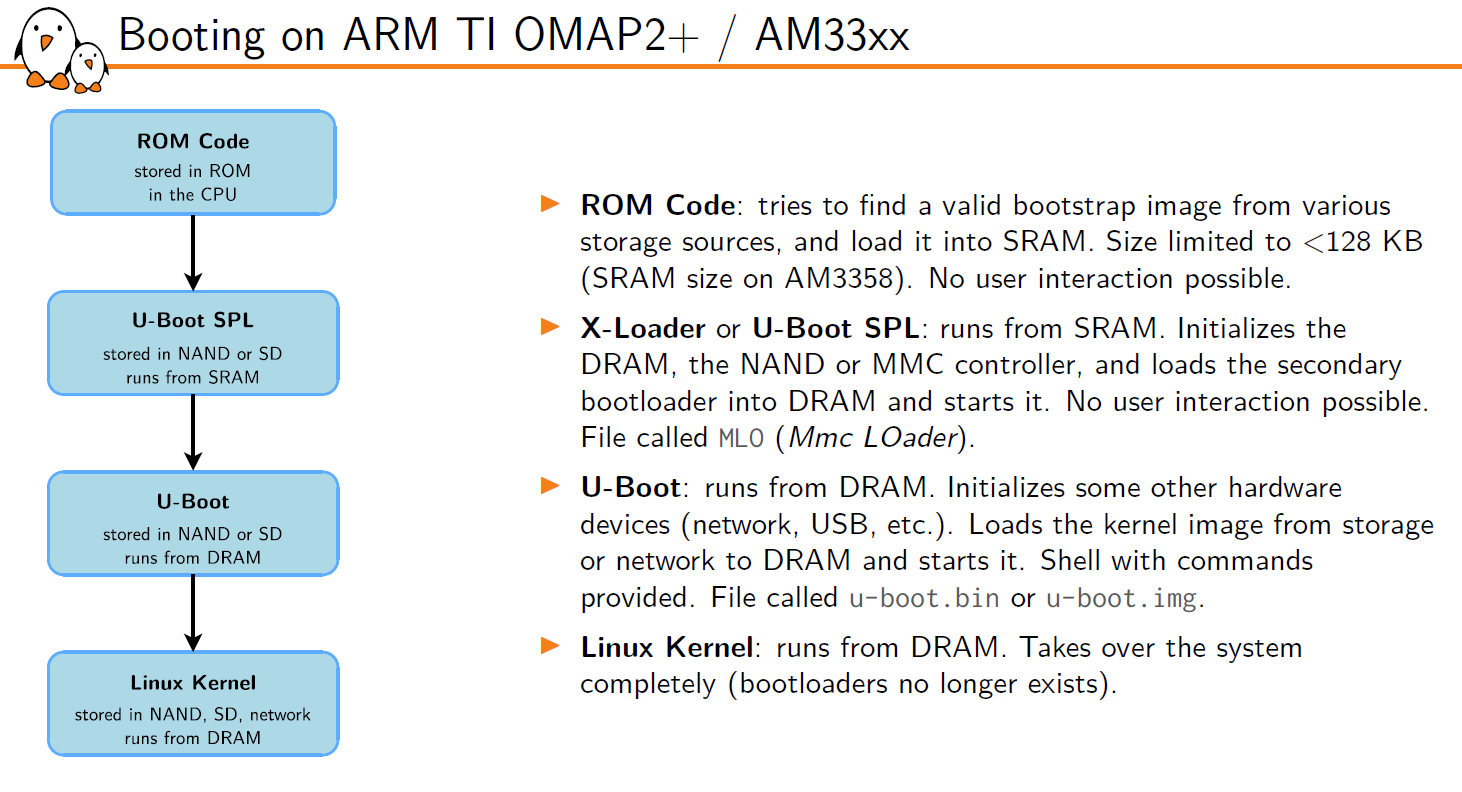 Booting on ARM TI OMAP2+ / AM33xx
ROM Code
stored in ROM
in the CPU
U-Boot SPL
stored in NAND or SD
runs from SRAM
U-Boot
stored in NAND or SD
runs from DRAM
Linux Kernel
stored in NAND, SD, network
runs from DRAM
ROM Code: tries to find a valid bootstrap image from various
storage sources, and load it into SRAM. Size limited to <128 KB
(SRAM size on AM3358). No user interaction possible.
X-Loader or U-Boot SPL: runs from SRAM. Initializes the
DRAM, the NAND or MMC controller, and loads the secondary
bootloader into DRAM and starts it. No user interaction possible.
File called MLO (Mmc LOader).
U-Boot: runs from DRAM. Initializes some other hardware
devices (network, USB, etc.). Loads the kernel image from storage
or network to DRAM and starts it. Shell with commands
provided. File called u-boot.bin or u-boot.img.
Linux Kernel: runs from DRAM. Takes over the system
completely (bootloaders no longer exists).